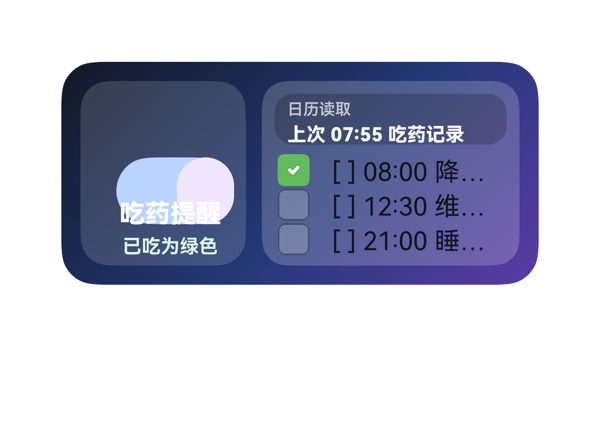 吃药提醒
已吃为绿色
日历读取
上次 07:55 吃药记录
[ ] 08:00 降…
[ ] 12:30 维…
[ ] 21:00 睡…